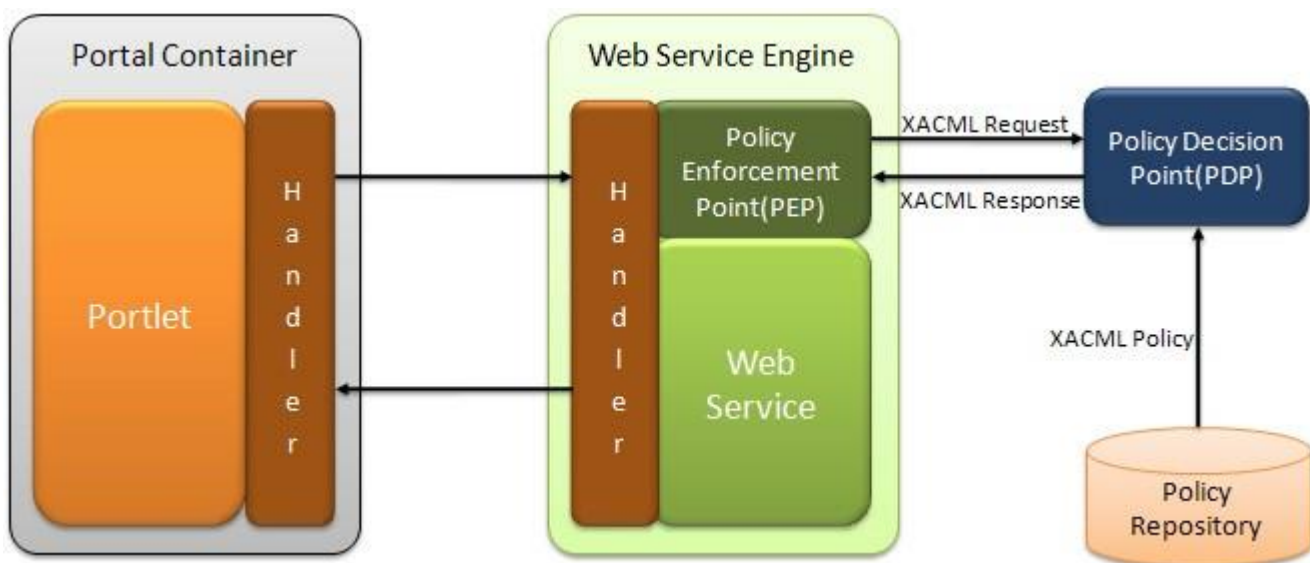 Portal Container
Portlet
H
a
n
d
l
e
r
Web Service Engine
H
a
n
d
l
e
r
Policy
Enforcement
Point(PEP)
Web
Service
XACML Request
XACML Response
Policy Decision
Point(PDP)
XACML Policy
Policy
Repository